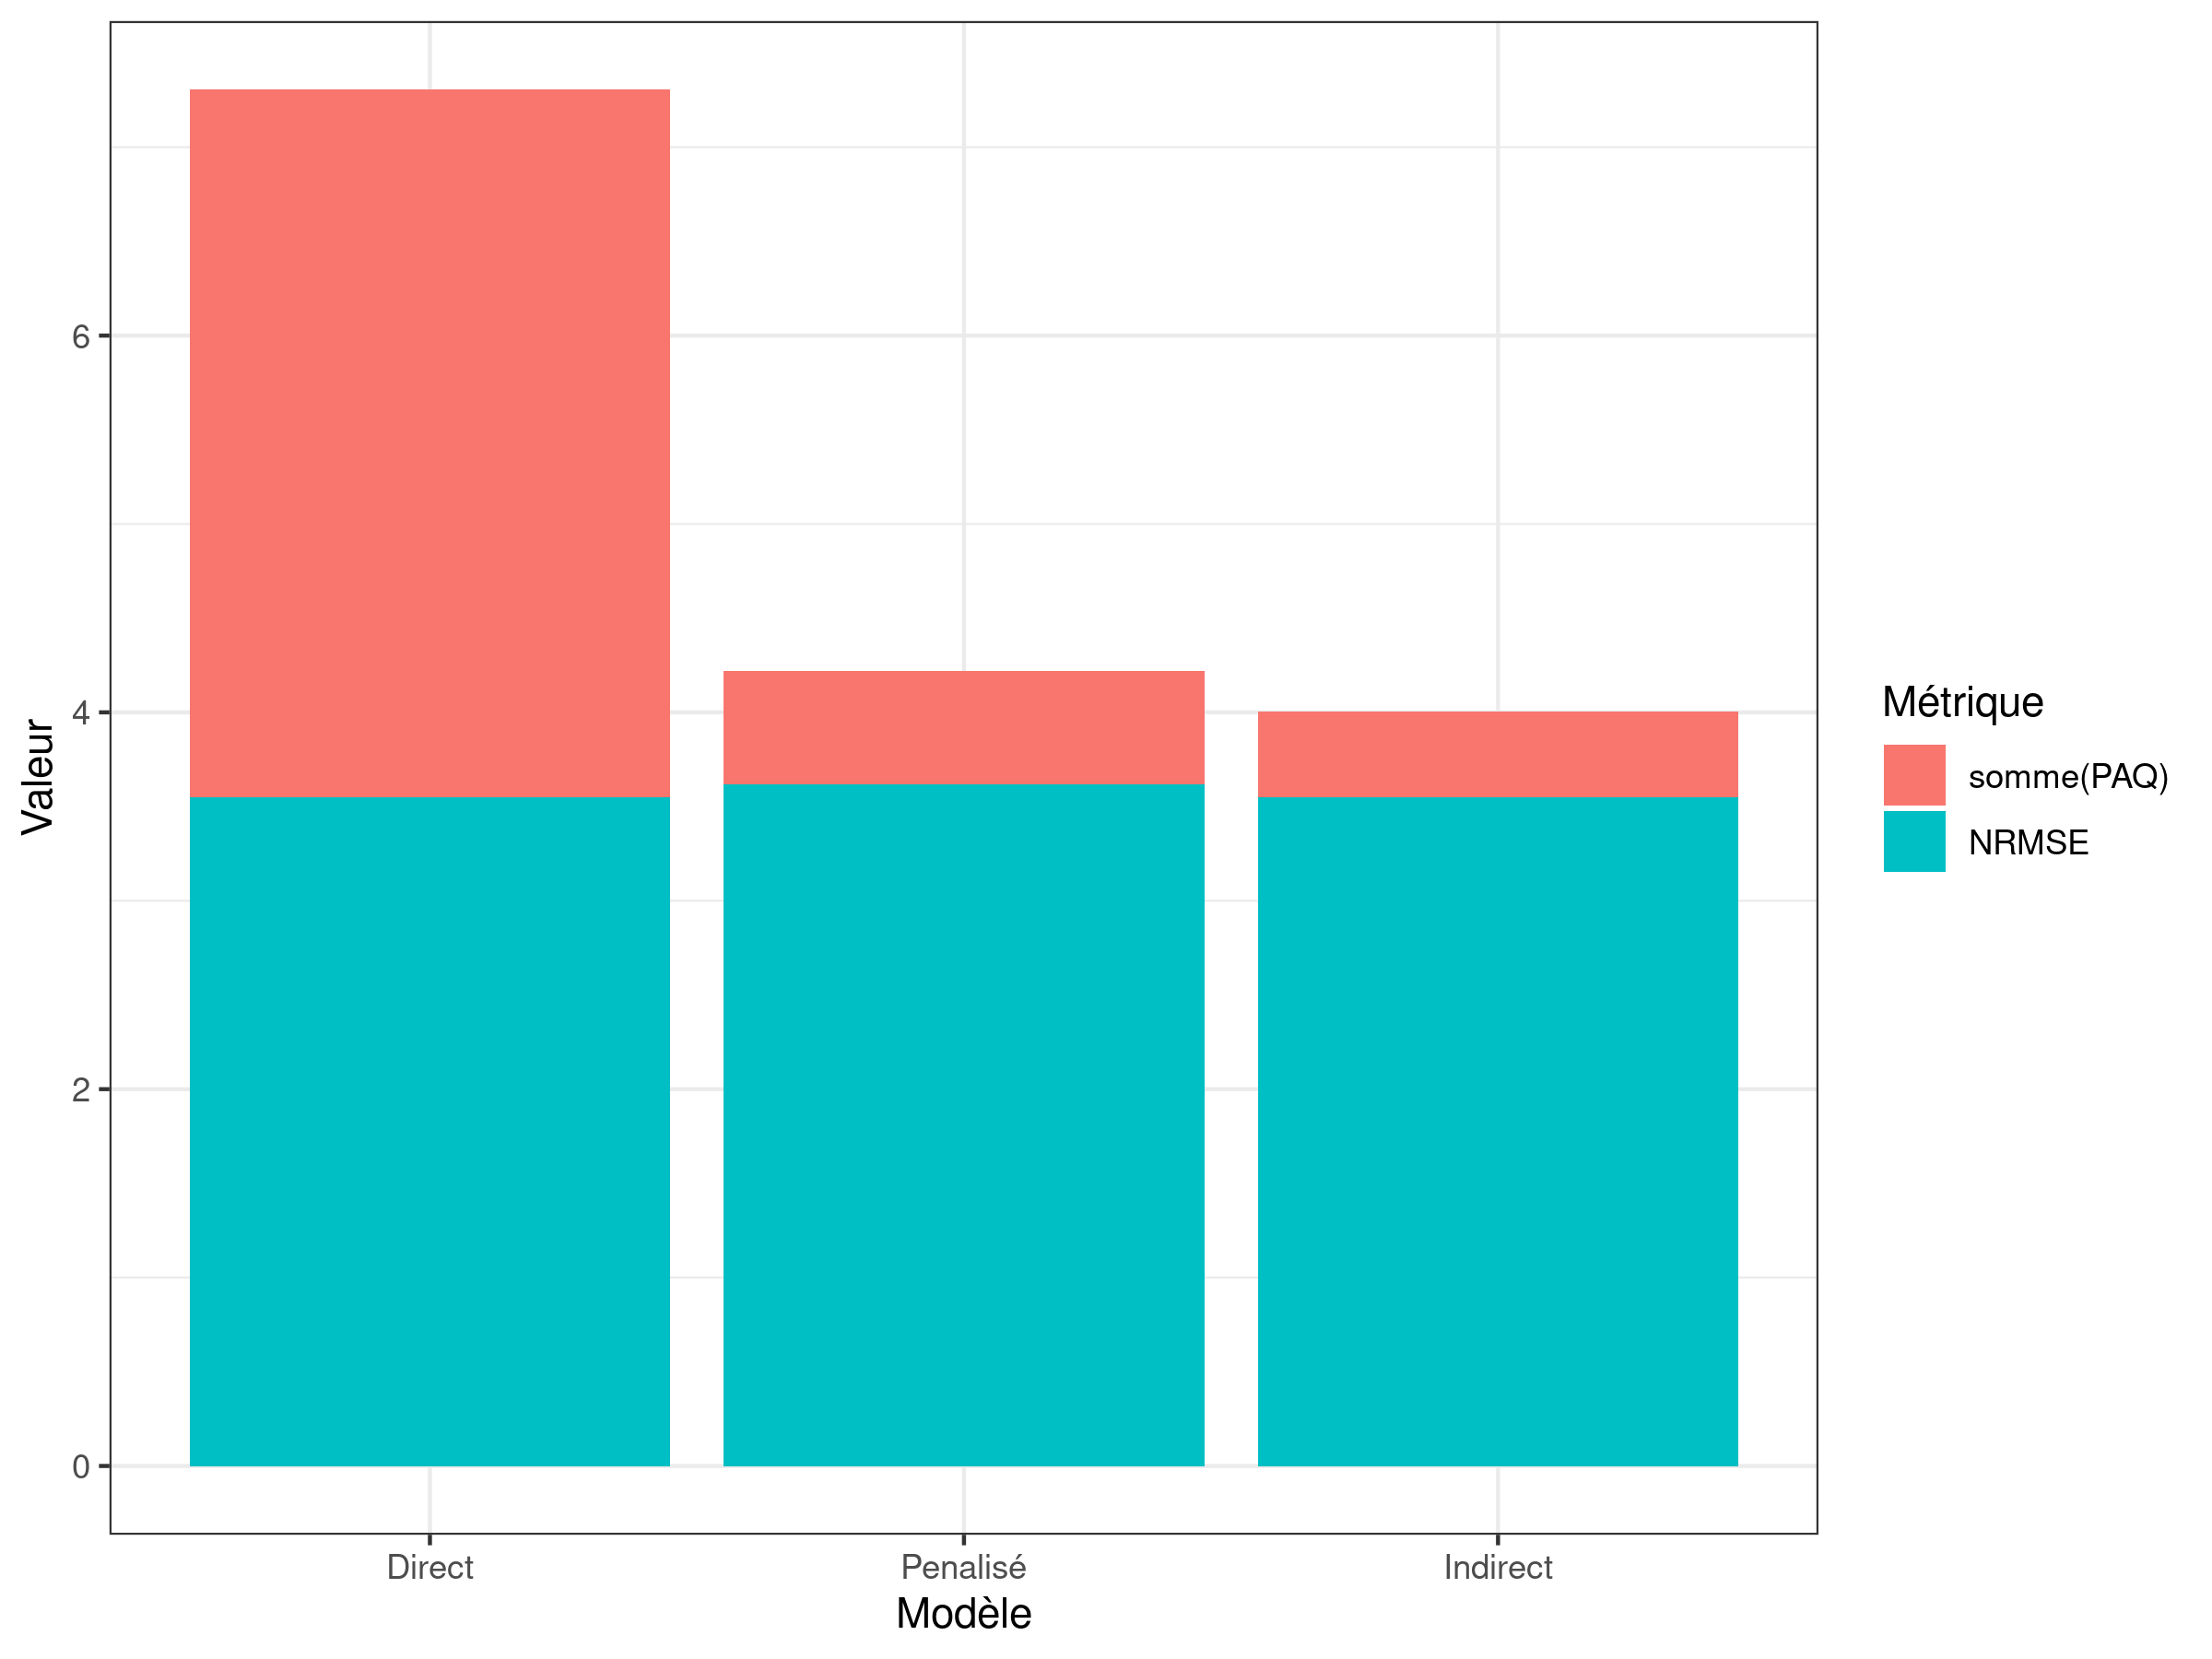 Valeur
6
4
2
0
Direct
Penalisé
Indirect
Modèle
Métrique
somme(PAQ)
NRMSE